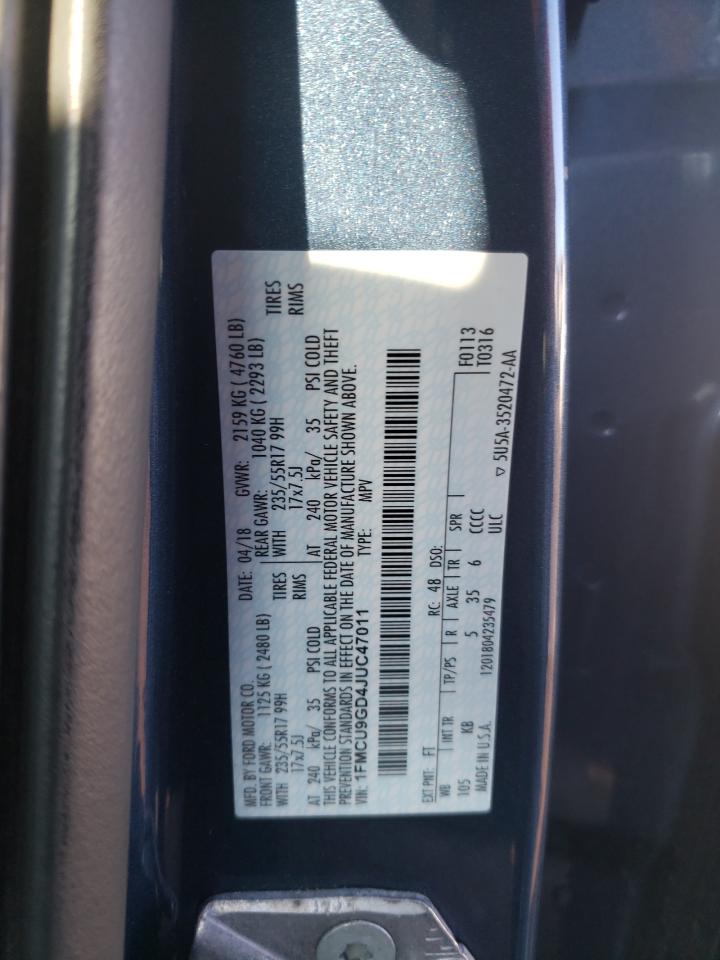 MFD. BY FORD MOTOR CO.
DATE: 04/18 GVWR: 2159 KG ( 4760 LB)
FRONT GAWR: 1125 KG ( 2480 LB) REAR GAWR: 1040 KG ( 2293 LB)
WITH 235/55R17 99H TIRES WITH 235/55R17 99H TIRES
17x7.5J RIMS 17x7.5J RIMS
AT 240 kPa/ 35 PSI COLD AT 240 kPa/ 35 PSI COLD
THIS VEHICLE CONFORMS TO ALL APPLICABLE FEDERAL MOTOR VEHICLE SAFETY AND THEFT
PREVENTION STANDARDS IN EFFECT ON THE DATE OF MANUFACTURE SHOWN ABOVE.
VIN: 1FMCU9GD4JUC47011 TYPE: MPV
EXT PNT: FT RC: 48 DSO: F0113
WB INT TR TP/PS R AXLE TR SPR T0316
105 KB 5 35 6 CCCC
MADE IN U.S.A. 1201804235479 ULC ▽ 5U5A-3520472-AA